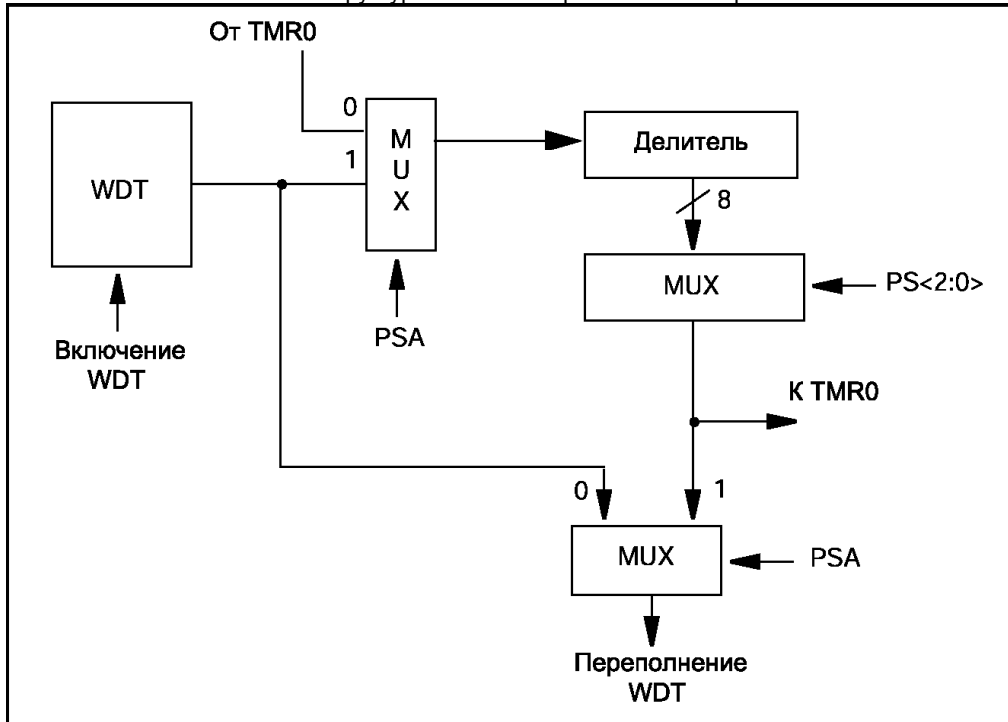 От TMR0
0
1
M
U
X
WDT
Делитель
8
MUX
PS<2:0>
PSA
Включение
WDT
К TMR0
0
1
MUX
PSA
Переполнение
WDT